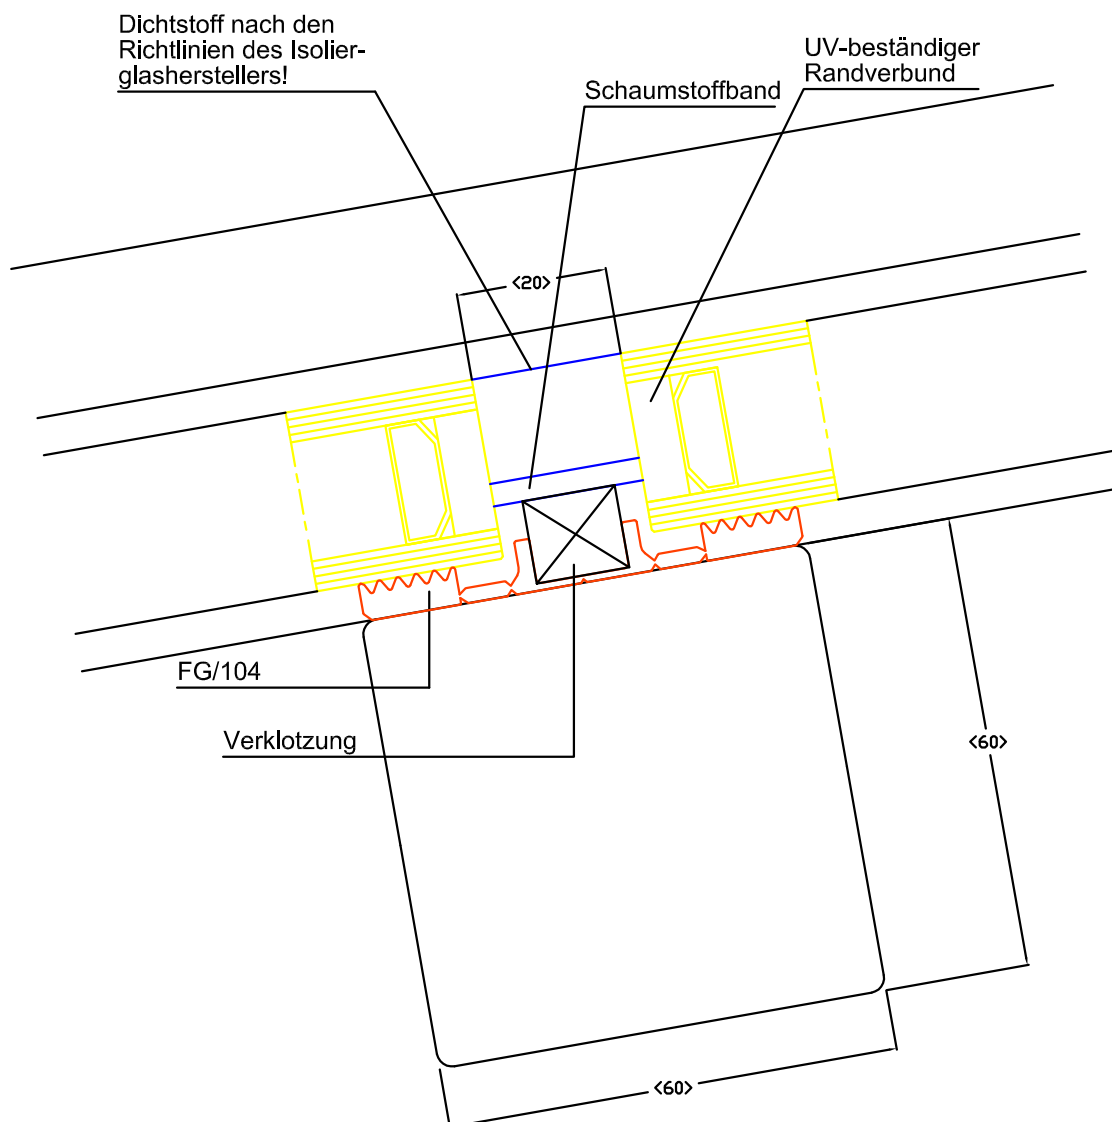 Dichtstoff nach den
Richtlinien des Isolier-
glasherstellers!
UV-beständiger
Randverbund
Schaumstoffband
<20>
FG/104
Verklotzung
<60>
<60>